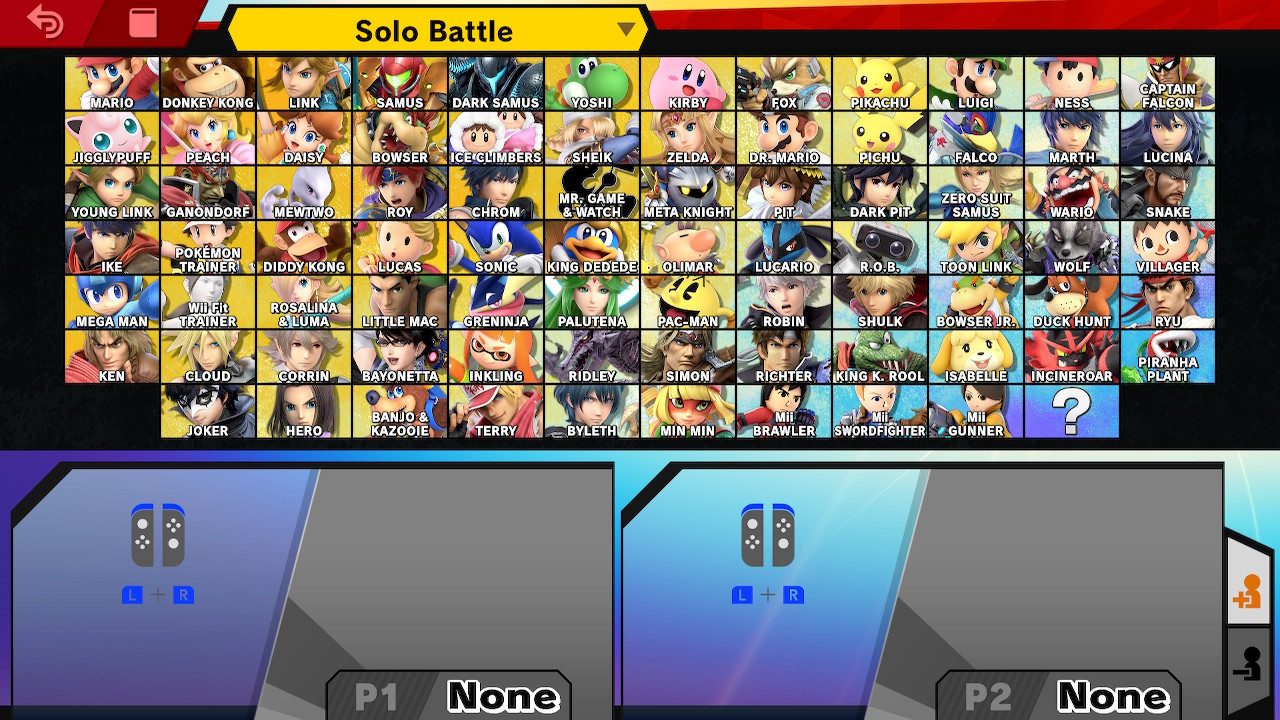 Solo Battle
MARIO
DONKEY KONG
LINK
SAMUS
DARK SAMUS
YOSHI
KIRBY
FOX
PIKACHU
LUIGI
NESS
CAPTAIN
FALCON
JIGGLYPUFF
PEACH
DAISY
BOWSER
ICE CLIMBERS
SHEIK
ZELDA
DR. MARIO
PICHU
FALCO
MARTH
LUCINA
YOUNG LINK
GANONDORF
MEWTWO
ROY
CHROM
MR. GAME
& WATCH
META KNIGHT
PIT
DARK PIT
ZERO SUIT
SAMUS
WARIO
SNAKE
IKE
POKÉMON
TRAINER
DIDDY KONG
LUCAS
SONIC
KING DEDEDE
OLIMAR
LUCARIO
R.O.B.
TOON LINK
WOLF
VILLAGER
MEGA MAN
Wii Fit
TRAINER
ROSALINA
& LUMA
LITTLE MAC
GRENINJA
PALUTENA
PAC-MAN
ROBIN
SHULK
BOWSER JR.
DUCK HUNT
RYU
KEN
CLOUD
CORRIN
BAYONETTA
INKLING
RIDLEY
SIMON
RICHTER
KING K. ROOL
ISABELLE
INCINEROAR
PIRANHA
PLANT
JOKER
HERO
BANJO &
KAZOOIE
TERRY
BYLETH
MIN MIN
Mii
BRAWLER
Mii
SWORDFIGHTER
Mii
GUNNER
?
L + R
L + R
P1 None
P2 None